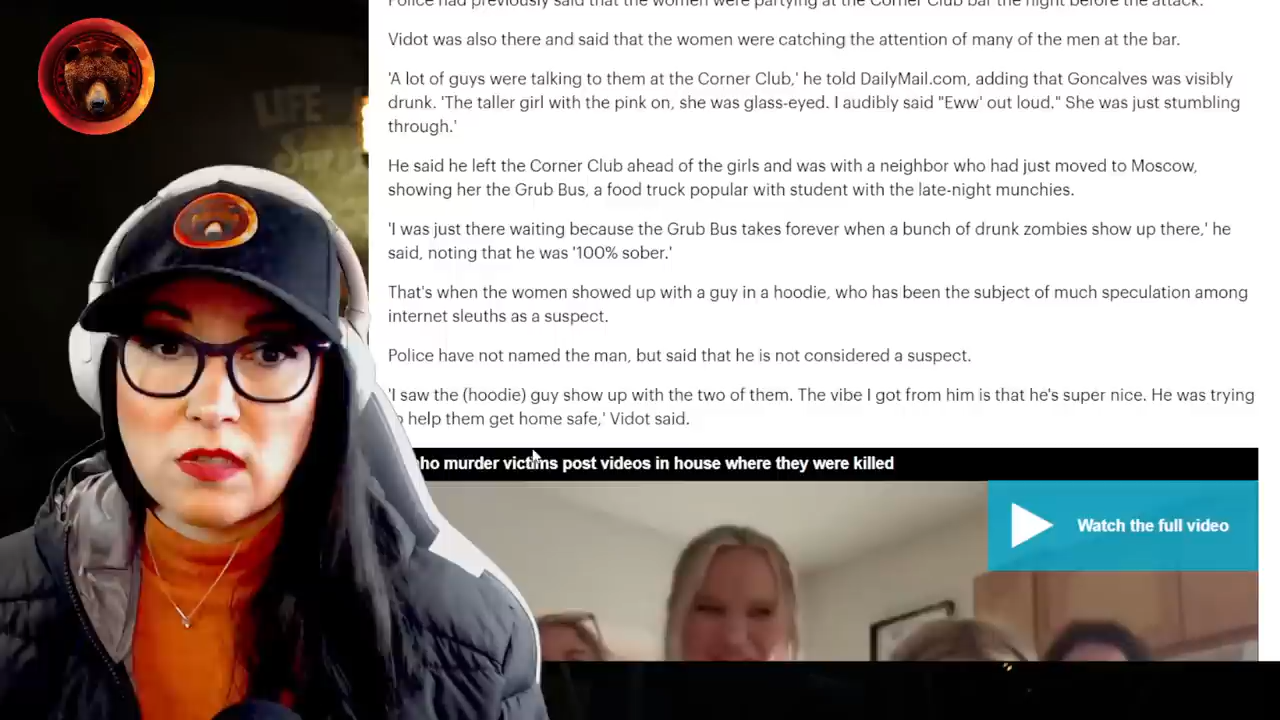 Police had previously said that the women were partying at the Corner Club bar the night before the attack.
Vidot was also there and said that the women were catching the attention of many of the men at the bar.
'A lot of guys were talking to them at the Corner Club,' he told DailyMail.com, adding that Goncalves was visibly
drunk. 'The taller girl with the pink on, she was glass-eyed. I audibly said "Eww' out loud." She was just stumbling
through.'
He said he left the Corner Club ahead of the girls and was with a neighbor who had just moved to Moscow,
showing her the Grub Bus, a food truck popular with student with the late-night munchies.
'I was just there waiting because the Grub Bus takes forever when a bunch of drunk zombies show up there,' he
said, noting that he was '100% sober.'
That's when the women showed up with a guy in a hoodie, who has been the subject of much speculation among
internet sleuths as a suspect.
Police have not named the man, but said that he is not considered a suspect.
'I saw the (hoodie) guy show up with the two of them. The vibe I got from him is that he's super nice. He was trying
o help them get home safe,' Vidot said.
ho murder victims post videos in house where they were killed
Watch the full video
LIFE